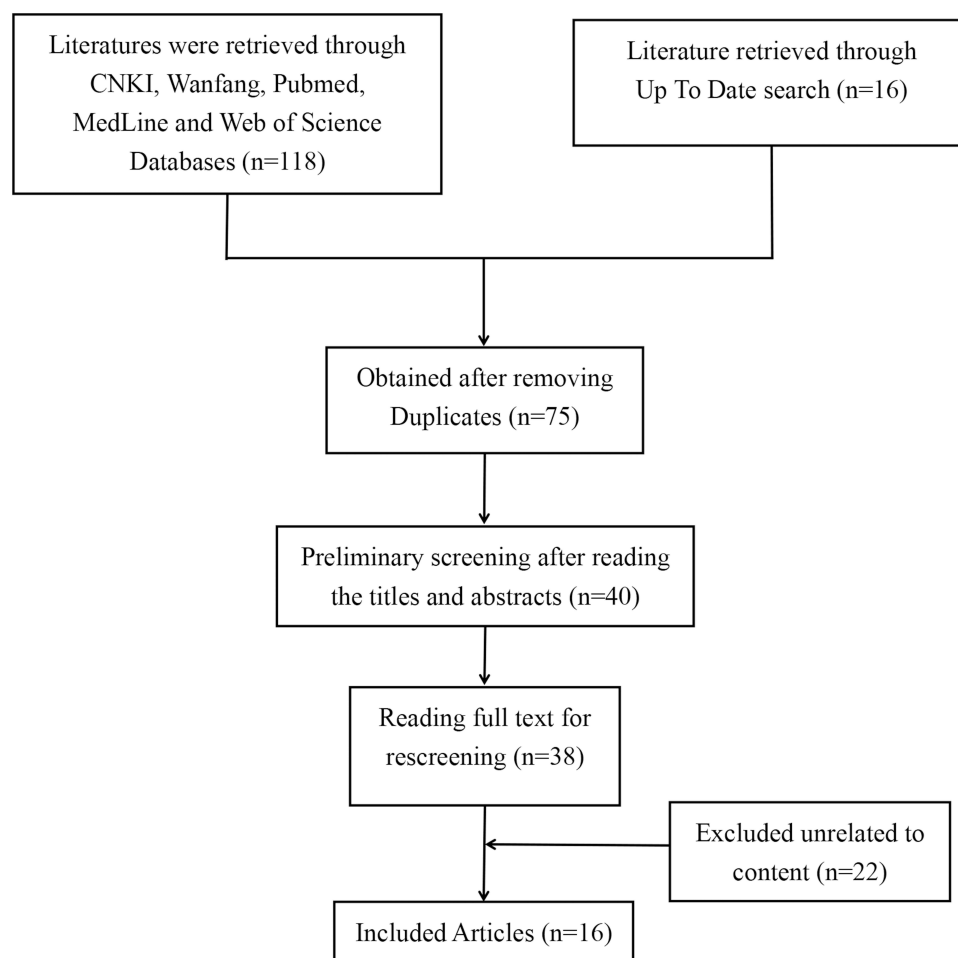 Literatures were retrieved through
CNKI, Wanfang, Pubmed,
MedLine and Web of Science
Databases (n=118)
Literature retrieved through
Up To Date search (n=16)
Obtained after removing
Duplicates (n=75)
Preliminary screening after reading
the titles and abstracts (n=40)
Reading full text for
rescreening (n=38)
Excluded unrelated to
content (n=22)
Included Articles (n=16)